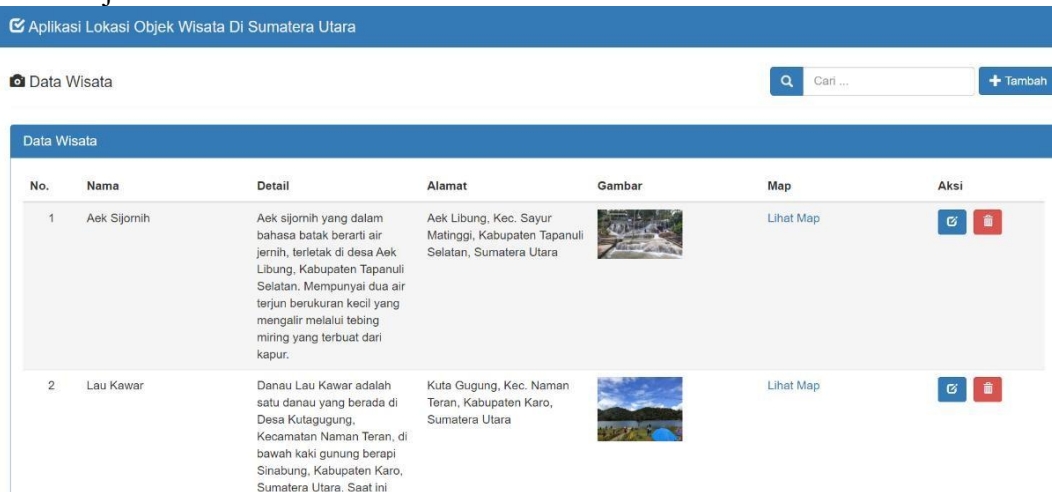 Aplikasi Lokasi Objek Wisata Di Sumatera Utara
Data Wisata
Cari ...
Tambah
Data Wisata
No. Nama Detail Alamat Gambar Map Aksi
1 Aek Sijornih Aek sijornih yang dalam Aek Libung, Kec. Sayur Lihat Map
bahasa batak berarti air Matinggi, Kabupaten Tapanuli
jernih, terletak di desa Aek Selatan, Sumatera Utara
Libung, Kabupaten Tapanuli
Selatan. Mempunyai dua air
terjun berukuran kecil yang
mengalir melalui tebing
miring yang terbuat dari
kapur.
2 Lau Kawar Danau Lau Kawar adalah Kuta Gugung, Kec. Naman Lihat Map
satu danau yang berada di Teran, Kabupaten Karo,
Desa Kutagugung, Sumatera Utara
Kecamatan Naman Teran, di
bawah kaki gunung berapi
Sinabung, Kabupaten Karo,
Sumatera Utara. Saat ini